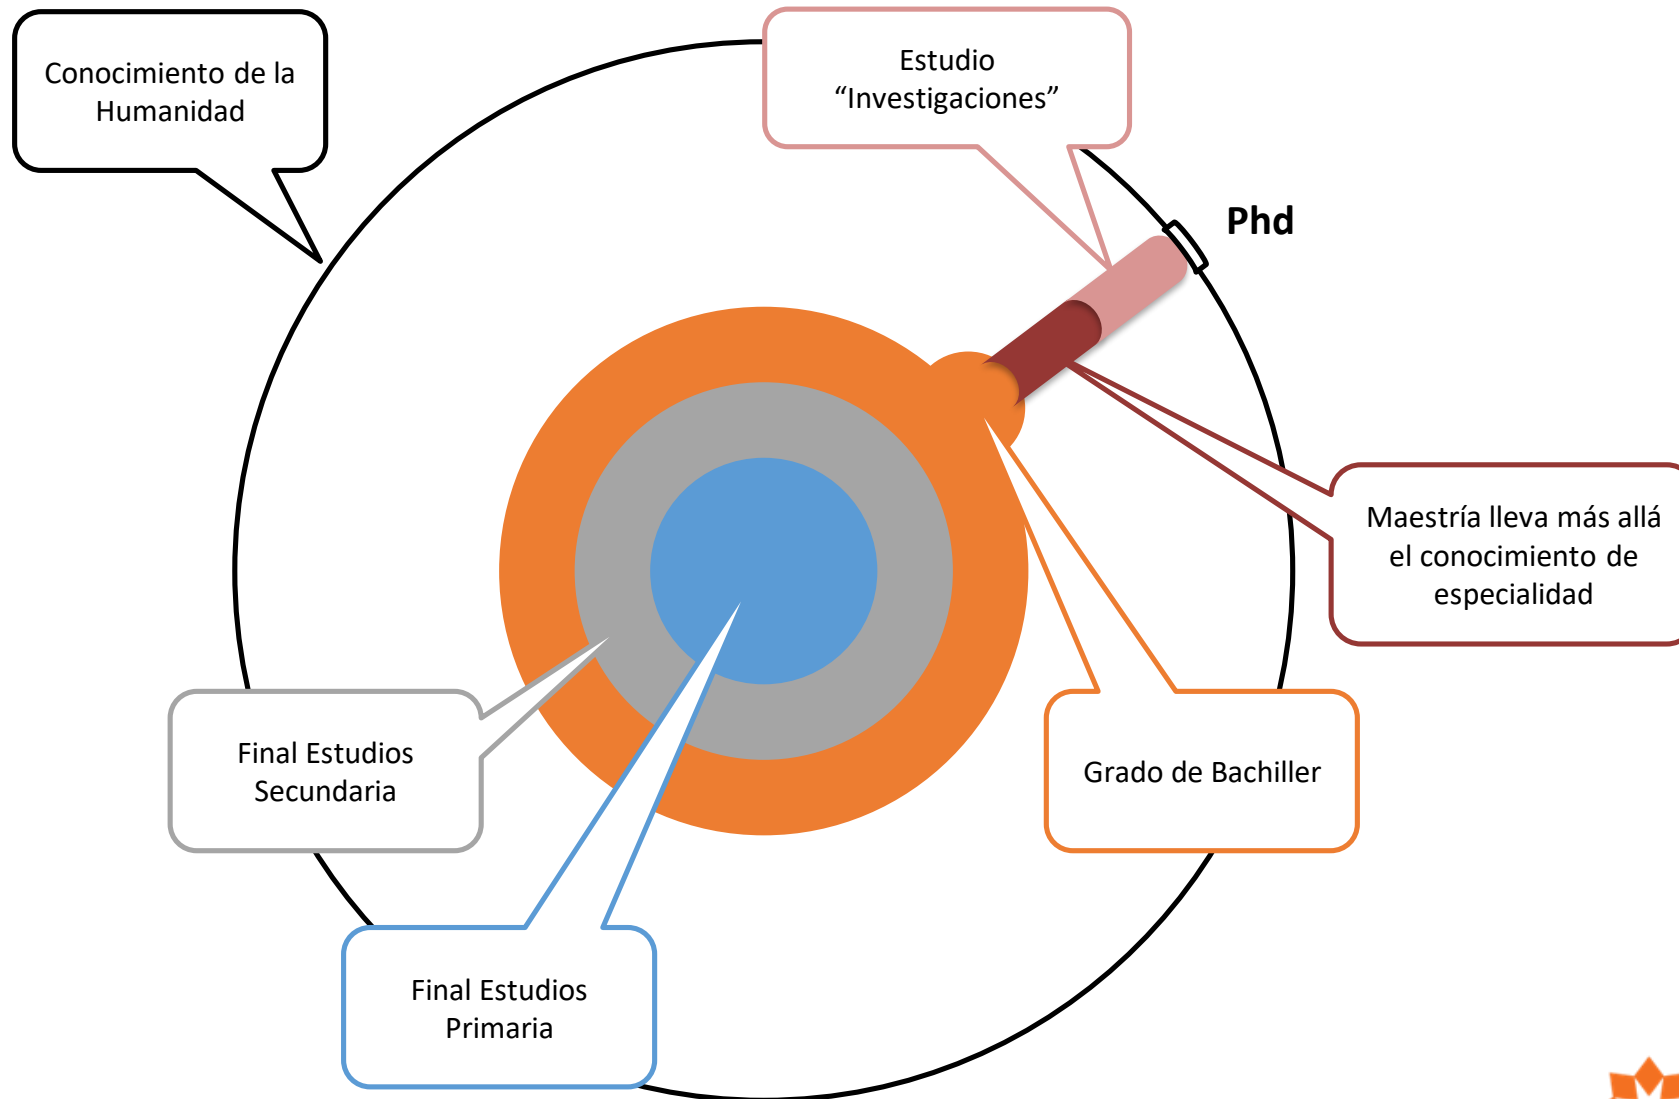 Conocimiento de la
Humanidad
Estudio
“Investigaciones”
Phd
Maestría lleva más allá
el conocimiento de
especialidad
Final Estudios
Secundaria
Grado de Bachiller
Final Estudios
Primaria